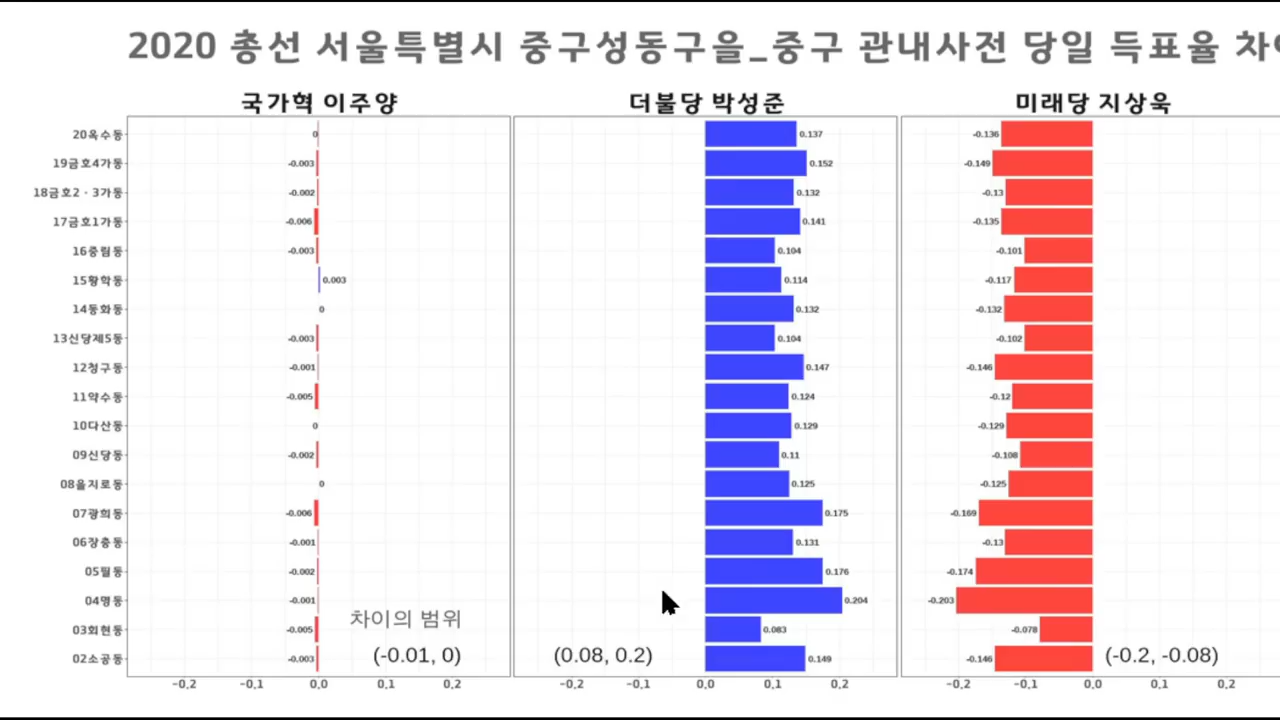 2020 총선 서울특별시 중구성동구을_중구 관내사전 당일 득표율 차
국가혁 이주양 더불당 박성준 미래당 지상욱
20옥수동 0 0.137 -0.136
19금호4가동 -0.003 0.152 -0.149
18금호2·3가동 -0.002 0.132 -0.13
17금호1가동 -0.006 0.141 -0.135
16중림동 -0.003 0.104 -0.101
15황학동 0.003 0.114 -0.117
14동화동 0 0.132 -0.132
13신당제5동 -0.003 0.104 -0.102
12청구동 -0.001 0.147 -0.146
11약수동 -0.005 0.124 -0.12
10다산동 0 0.129 -0.129
09신당동 -0.002 0.11 -0.108
08을지로동 0 0.125 -0.125
07광희동 -0.006 0.175 -0.169
06장충동 -0.001 0.131 -0.13
05필동 -0.002 0.176 -0.174
04명동 -0.001 0.204 -0.203
차이의 범위
03회현동 -0.005 0.083 -0.078
(-0.01, 0) (0.08, 0.2) (-0.2, -0.08)
02소공동 -0.003 0.149 -0.146
-0.2 -0.1 0.0 0.1 0.2 -0.2 -0.1 0.0 0.1 0.2 -0.2 -0.1 0.0 0.1 0.2